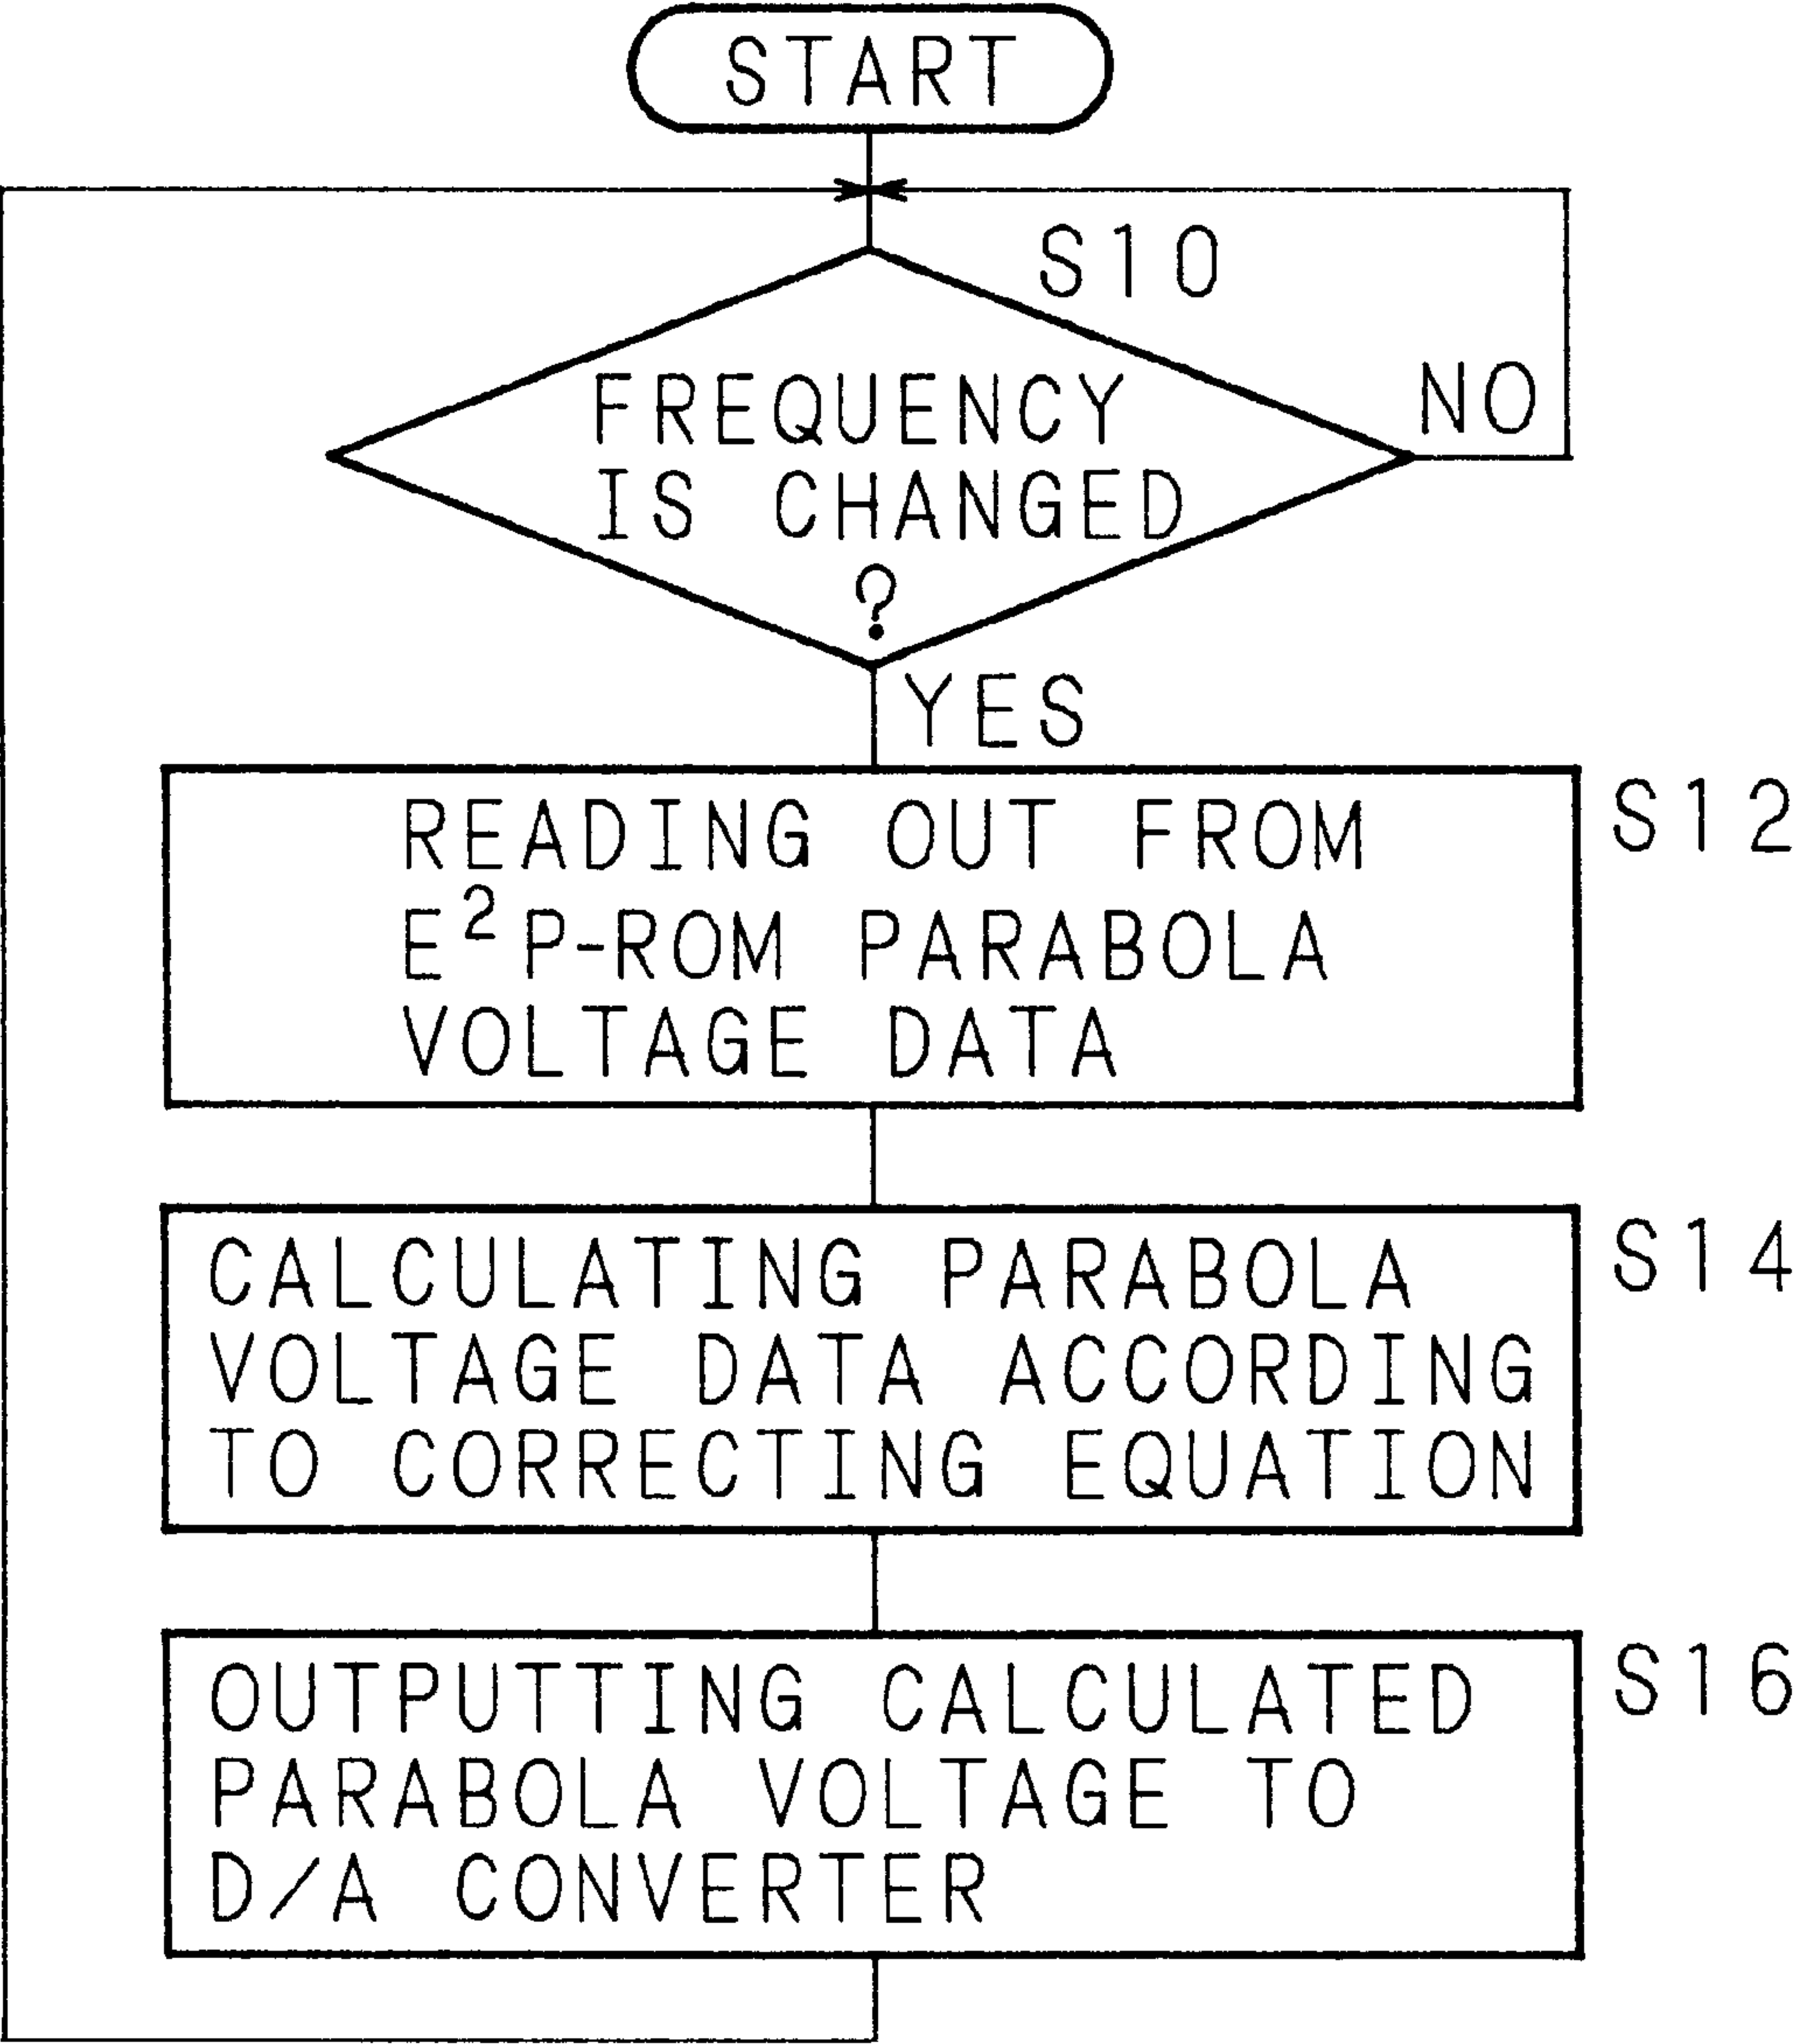 START
S10
FREQUENCY
IS CHANGED
?
NO
YES
S12
READING OUT FROM
E² P-ROM PARABOLA
VOLTAGE DATA
S14
CALCULATING PARABOLA
VOLTAGE DATA ACCORDING
TO CORRECTING EQUATION
S16
OUTPUTTING CALCULATED
PARABOLA VOLTAGE TO
D/A CONVERTER